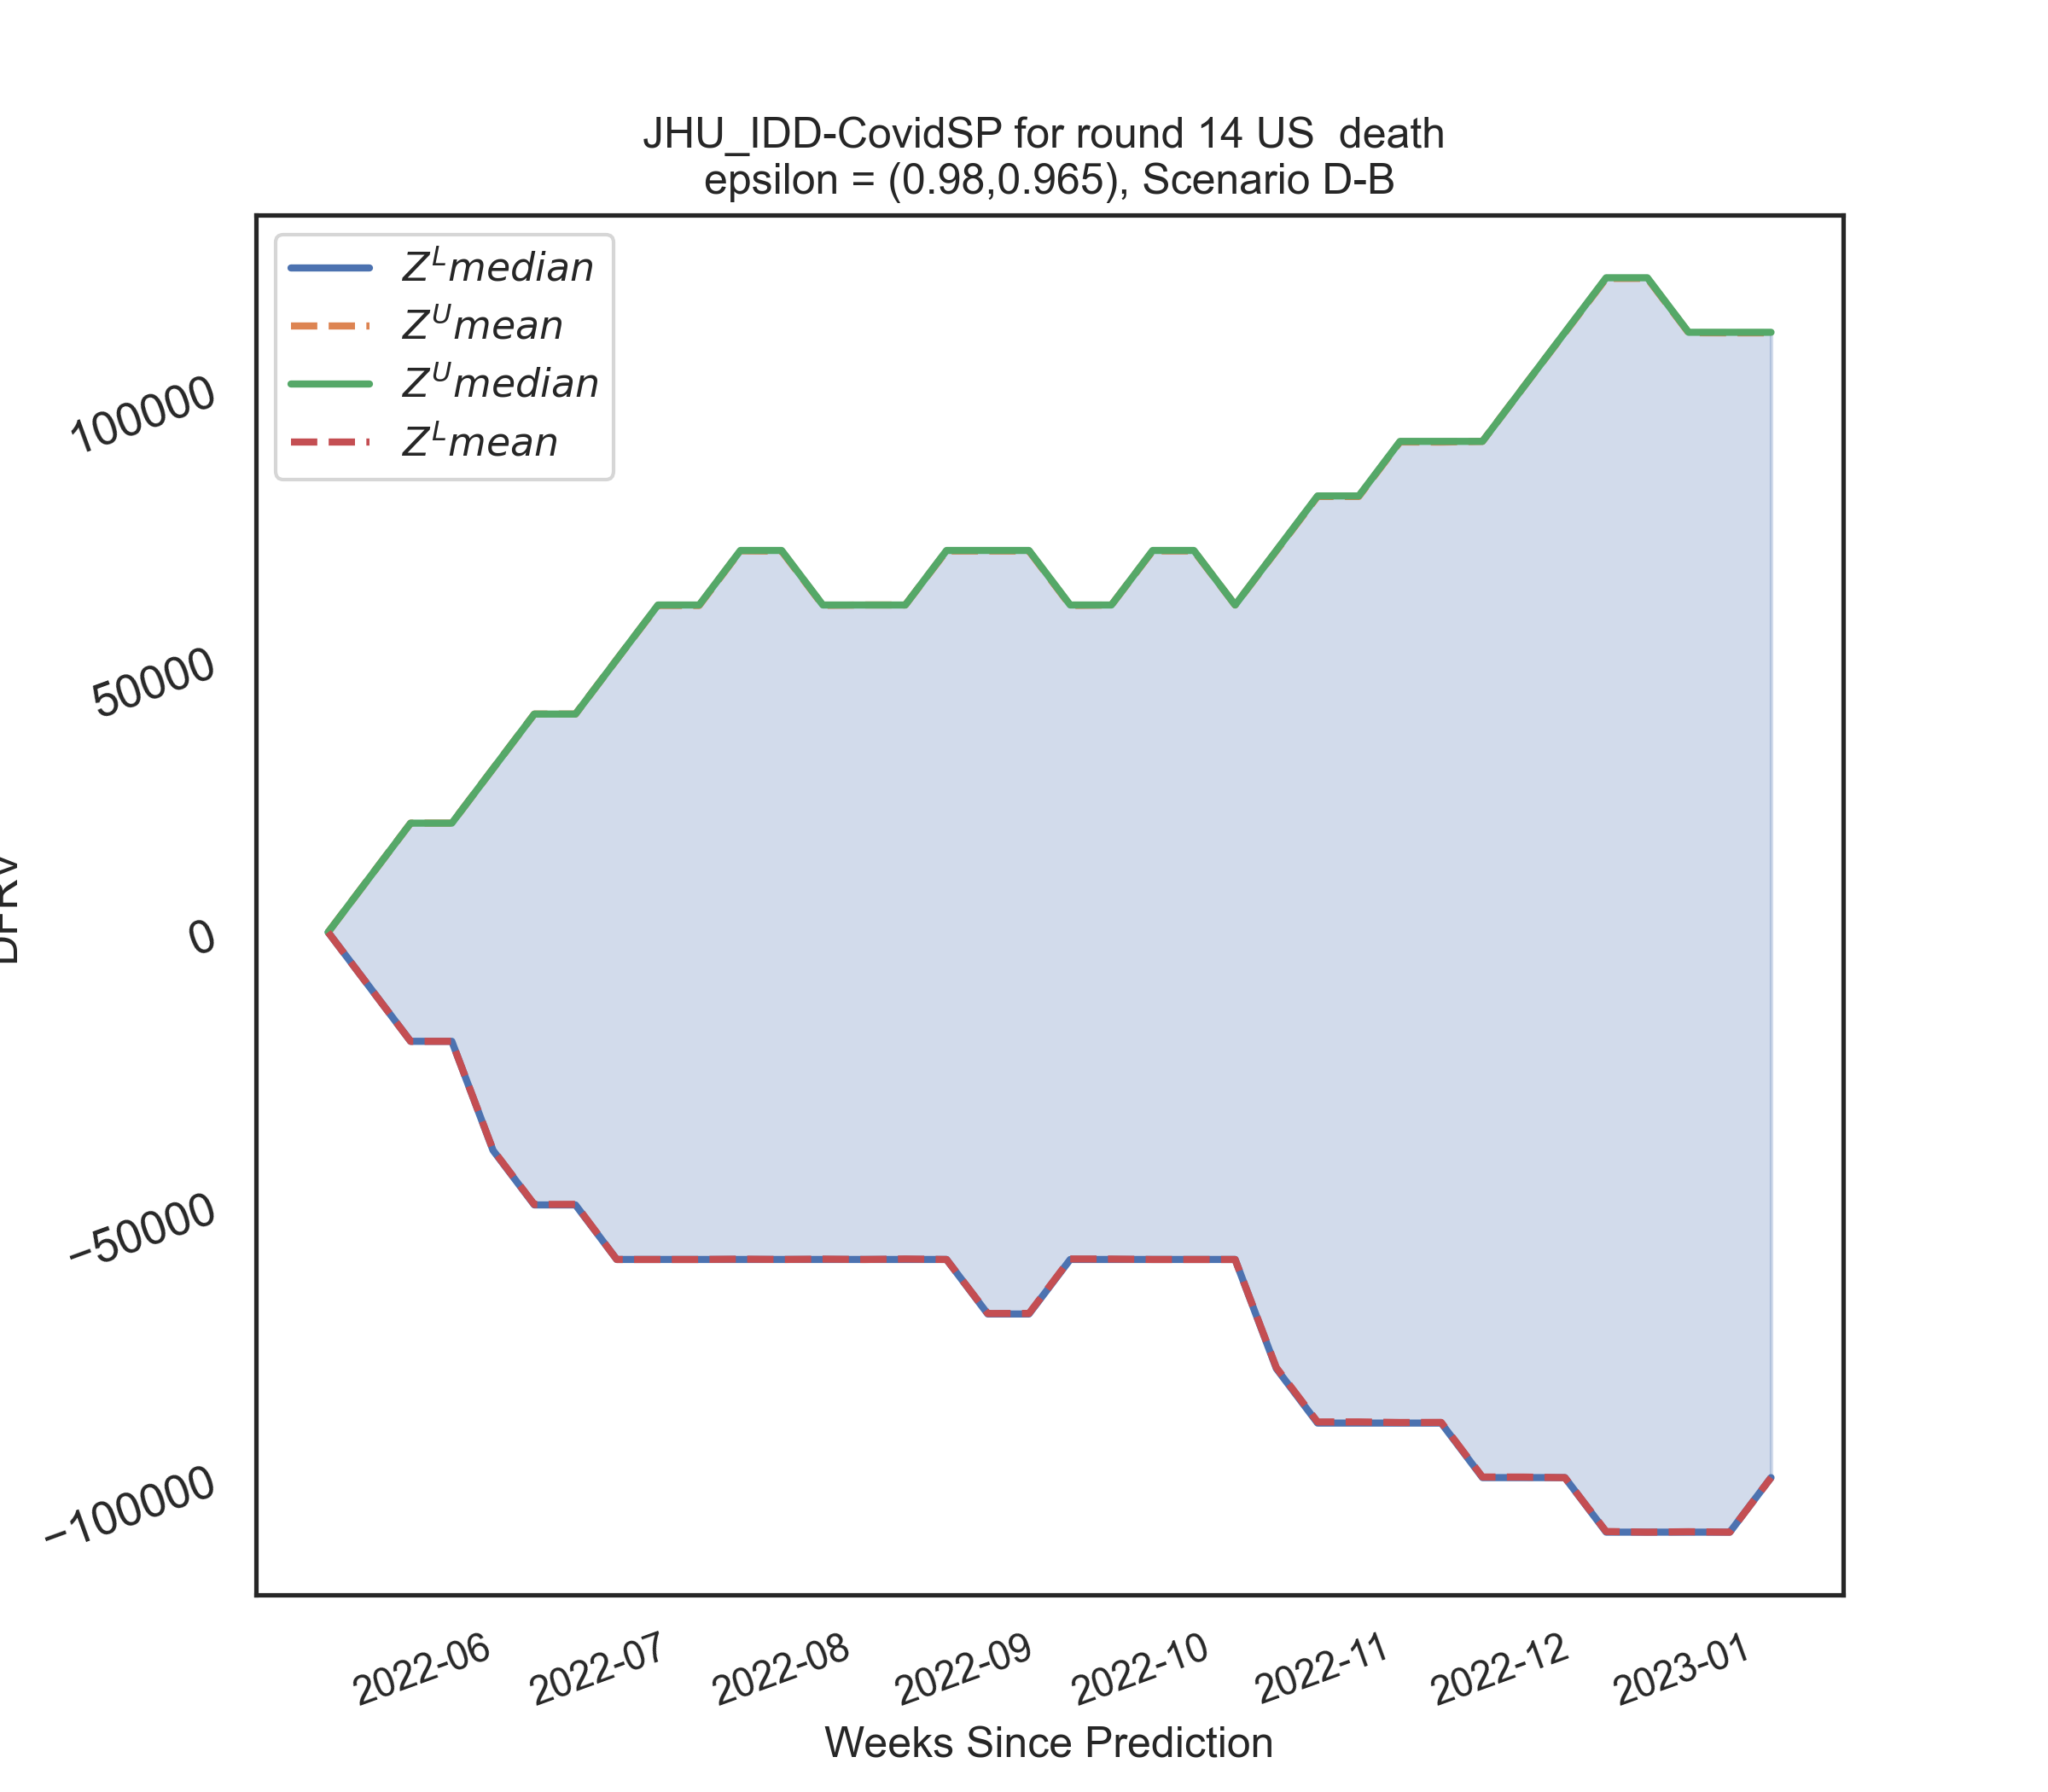 JHU_IDD-CovidSP for round 14 US  death
epsilon = (0.98,0.965), Scenario D-B
Z^L median
Z^U mean
Z^U median
Z^L mean
100000
50000
0
−50000
−100000
2022-06
2022-07
2022-08
2022-09
2022-10
2022-11
2022-12
2023-01
Weeks Since Prediction